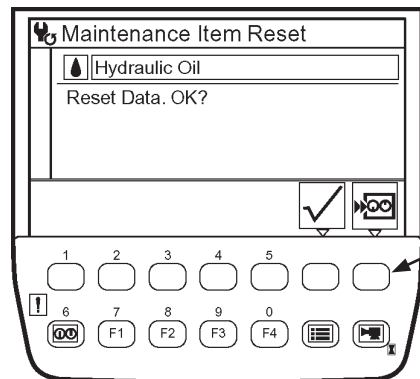 Maintenance Item Reset
Hydraulic Oil
Reset Data. OK?
1 2 3 4 5
6 7 8 9 0
F1 F2 F3 F4